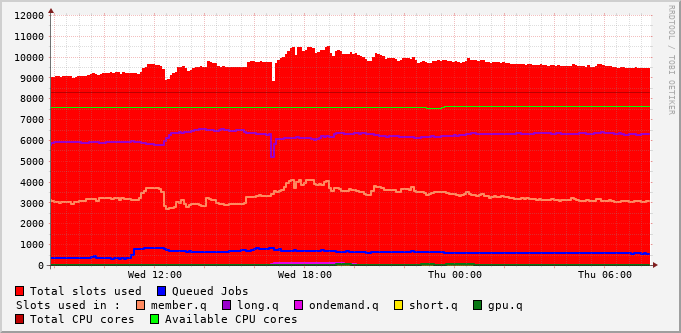 12000
11000
10000
9000
8000
7000
6000
5000
4000
3000
2000
1000
0
Wed 12:00 Wed 18:00 Thu 00:00 Thu 06:00
RRDTOOL / TOBI OETIKER
Total slots used Queued Jobs
Slots used in : member.q long.q ondemand.q short.q gpu.q
Total CPU cores Available CPU cores